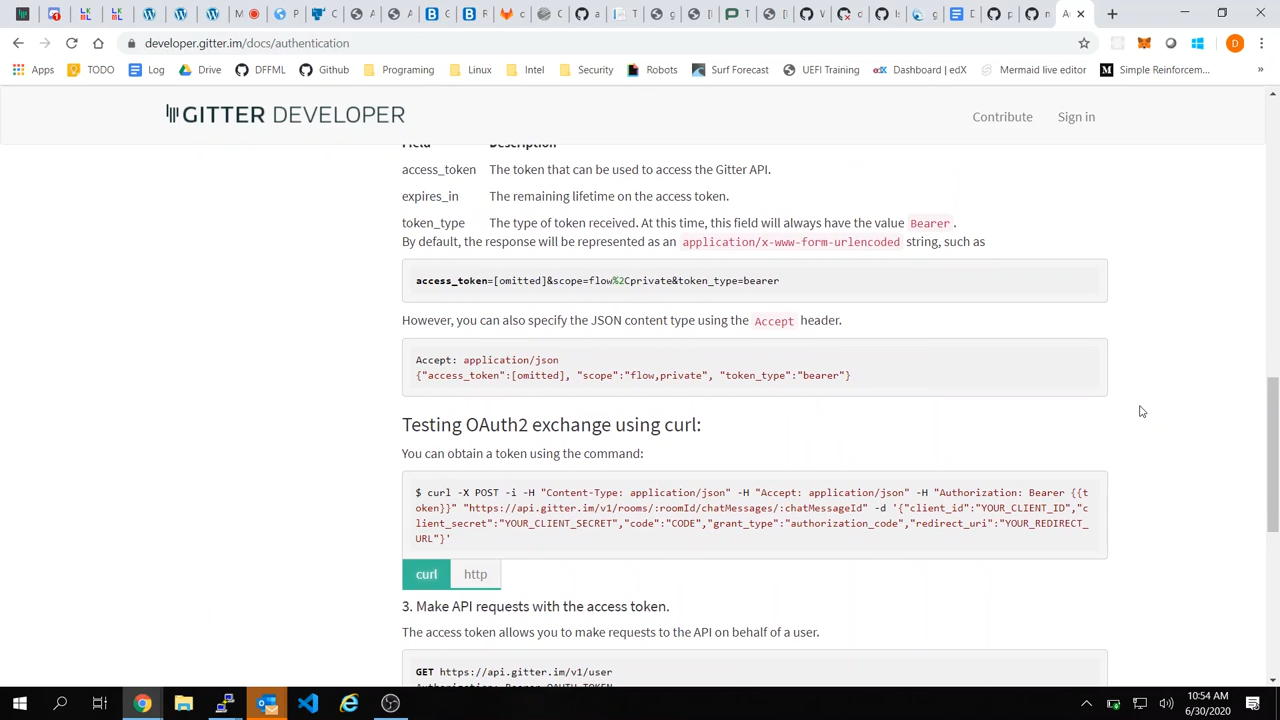 developer.gitter.im/docs/authentication
Apps TODO Log Drive DFFML Github Programing Linux Intel Security Robots Surf Forecast UEFI Training Dashboard | edX Mermaid live editor Simple Reinforcem... »
GITTER DEVELOPER Contribute Sign in
Field Description
access_token The token that can be used to access the Gitter API.
expires_in The remaining lifetime on the access token.
token_type The type of token received. At this time, this field will always have the value Bearer .
By default, the response will be represented as an application/x-www-form-urlencoded string, such as
access_token=[omitted]&scope=flow%2Cprivate&token_type=bearer
However, you can also specify the JSON content type using the Accept header.
Accept: application/json
{"access_token":[omitted], "scope":"flow,private", "token_type":"bearer"}
Testing OAuth2 exchange using curl:
You can obtain a token using the command:
$ curl -X POST -i -H "Content-Type: application/json" -H "Accept: application/json" -H "Authorization: Bearer {{t
oken}}" "https://api.gitter.im/v1/rooms/:roomId/chatMessages/:chatMessageId" -d '{"client_id":"YOUR_CLIENT_ID","c
lient_secret":"YOUR_CLIENT_SECRET","code":"CODE","grant_type":"authorization_code","redirect_uri":"YOUR_REDIRECT_
URL"}'
curl http
3. Make API requests with the access token.
The access token allows you to make requests to the API on behalf of a user.
GET https://api.gitter.im/v1/user
Authorization: Bearer OAUTH-TOKEN
10:54 AM
6/30/2020